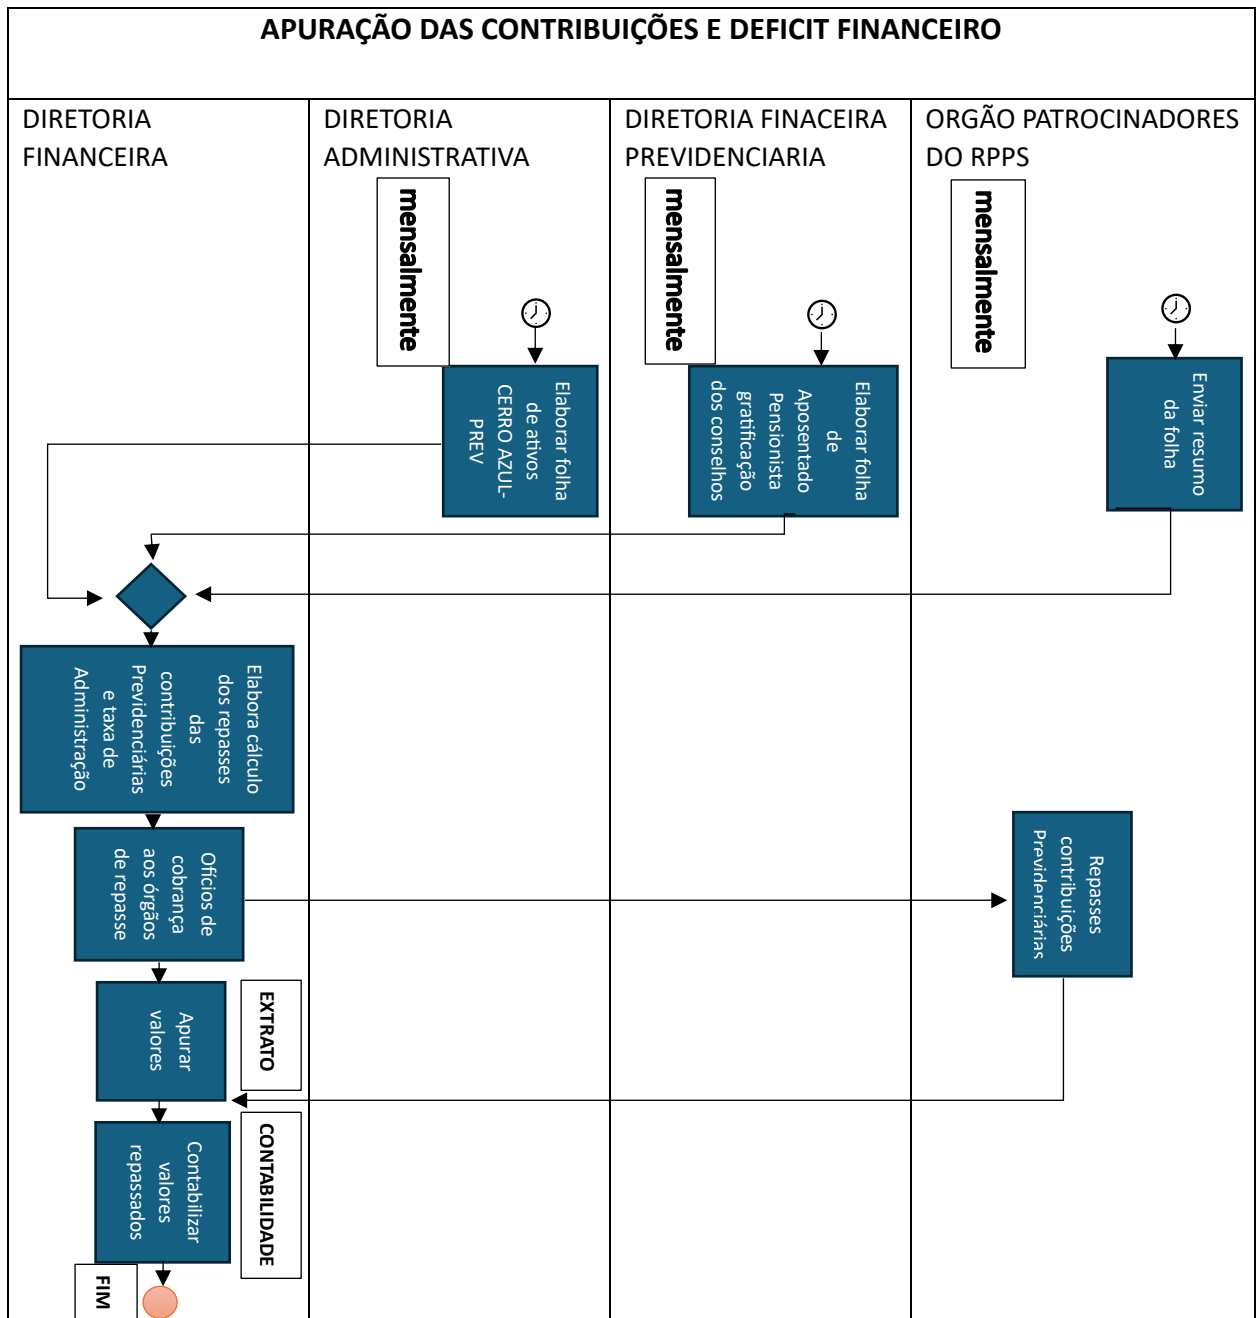 APURAÇÃO DAS CONTRIBUIÇÕES E DEFICIT FINANCEIRO
DIRETORIA
FINANCEIRA
DIRETORIA
ADMINISTRATIVA
DIRETORIA FINACEIRA
PREVIDENCIARIA
ORGÃO PATROCINADORES
DO RPPS
mensalmente
mensalmente
mensalmente
Elaborar folha
de ativos
CERRO AZUL-
PREV
Elaborar folha
de
Aposentado
Pensionista
gratificação
dos conselhos
Enviar resumo
da folha
Elabora cálculo
dos repasses
das
contribuições
Previdenciárias
e taxa de
Administração
Ofícios de
cobrança
aos órgãos
de repasse
Repasses
contribuições
Previdenciárias
EXTRATO
Apurar
valores
CONTABILIDADE
Contabilizar
valores
repassados
FIM